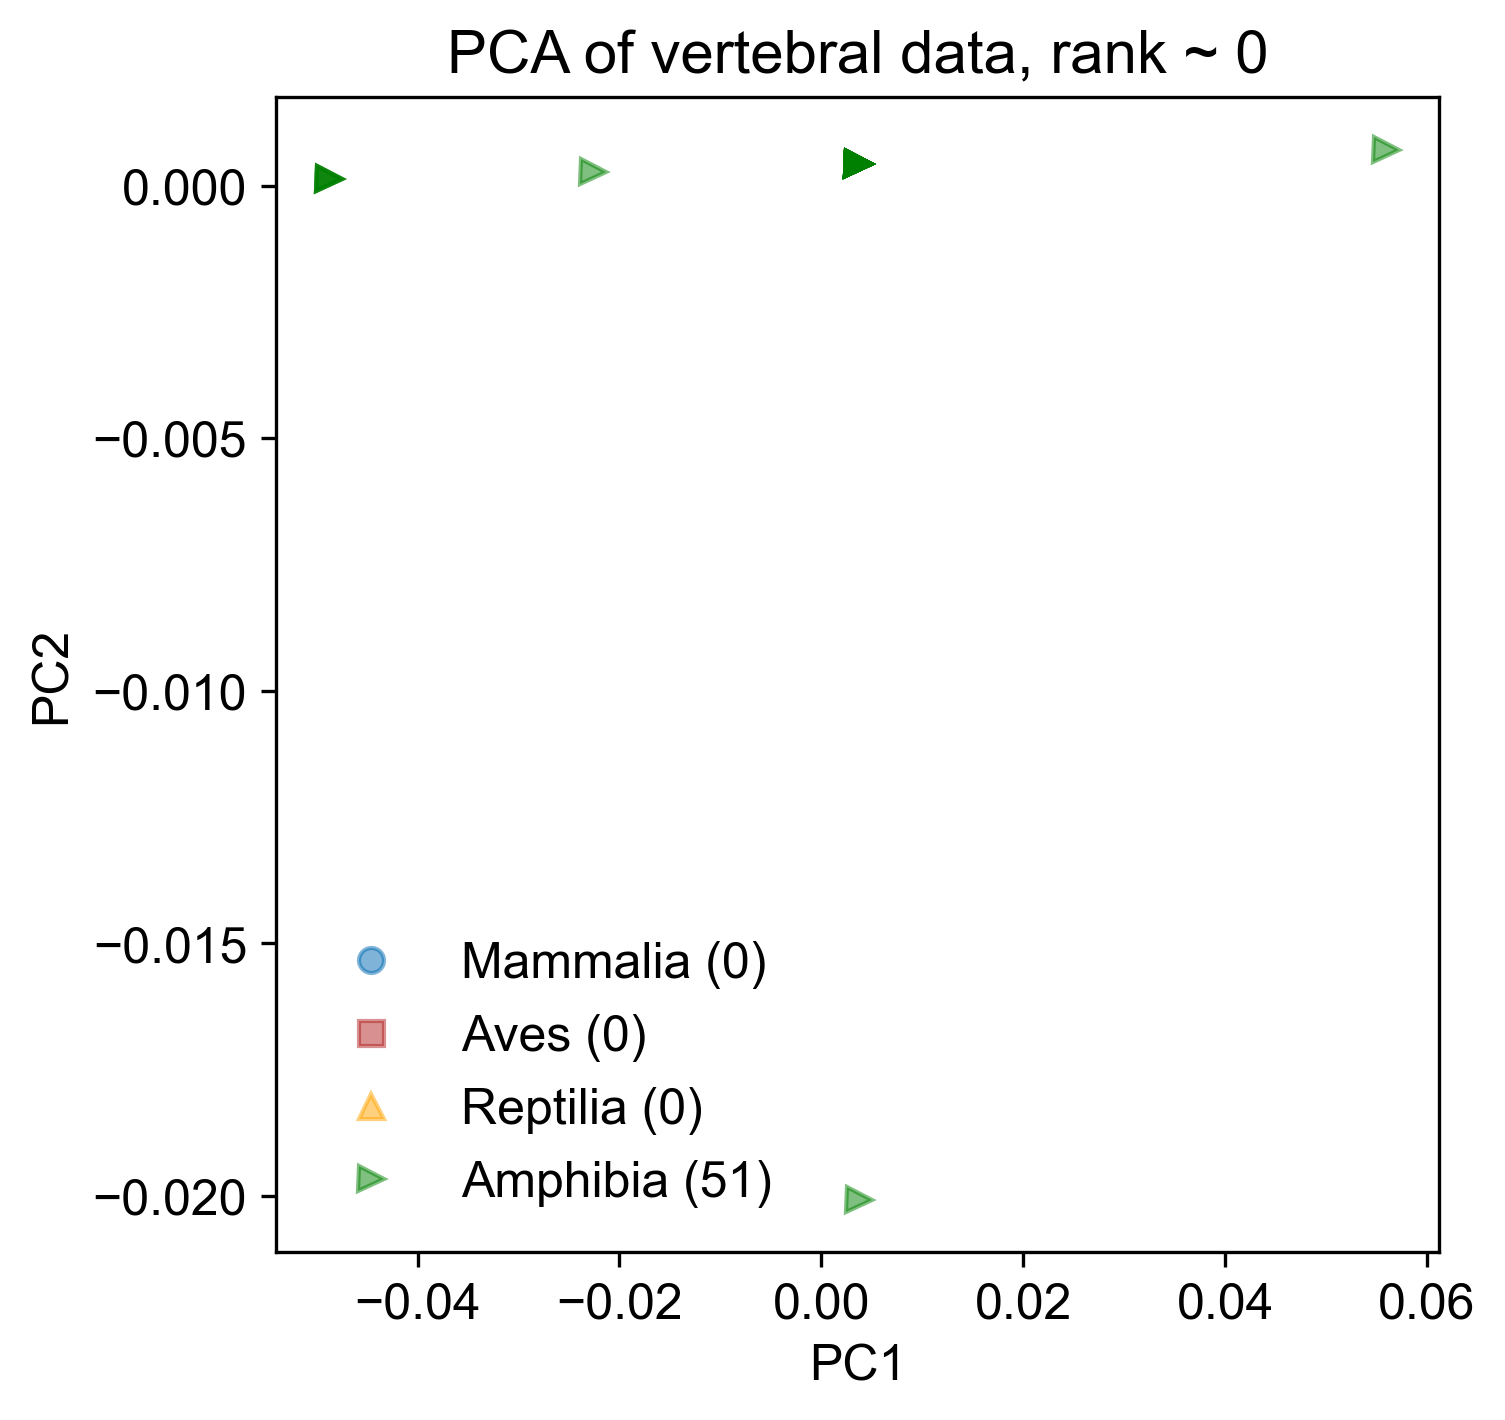 PCA of vertebral data, rank ~ 0
0.000
−0.005
−0.010
−0.015
−0.020
PC2
Mammalia (0)
Aves (0)
Reptilia (0)
Amphibia (51)
−0.04 −0.02 0.00 0.02 0.04 0.06
PC1